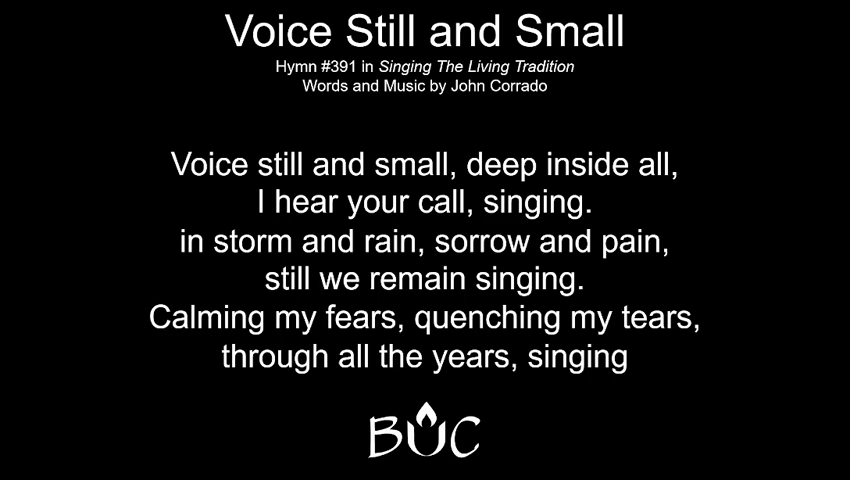 Voice Still and Small
Hymn #391 in Singing The Living Tradition
Words and Music by John Corrado
Voice still and small, deep inside all,
I hear your call, singing.
in storm and rain, sorrow and pain,
still we remain singing.
Calming my fears, quenching my tears,
through all the years, singing
BUC